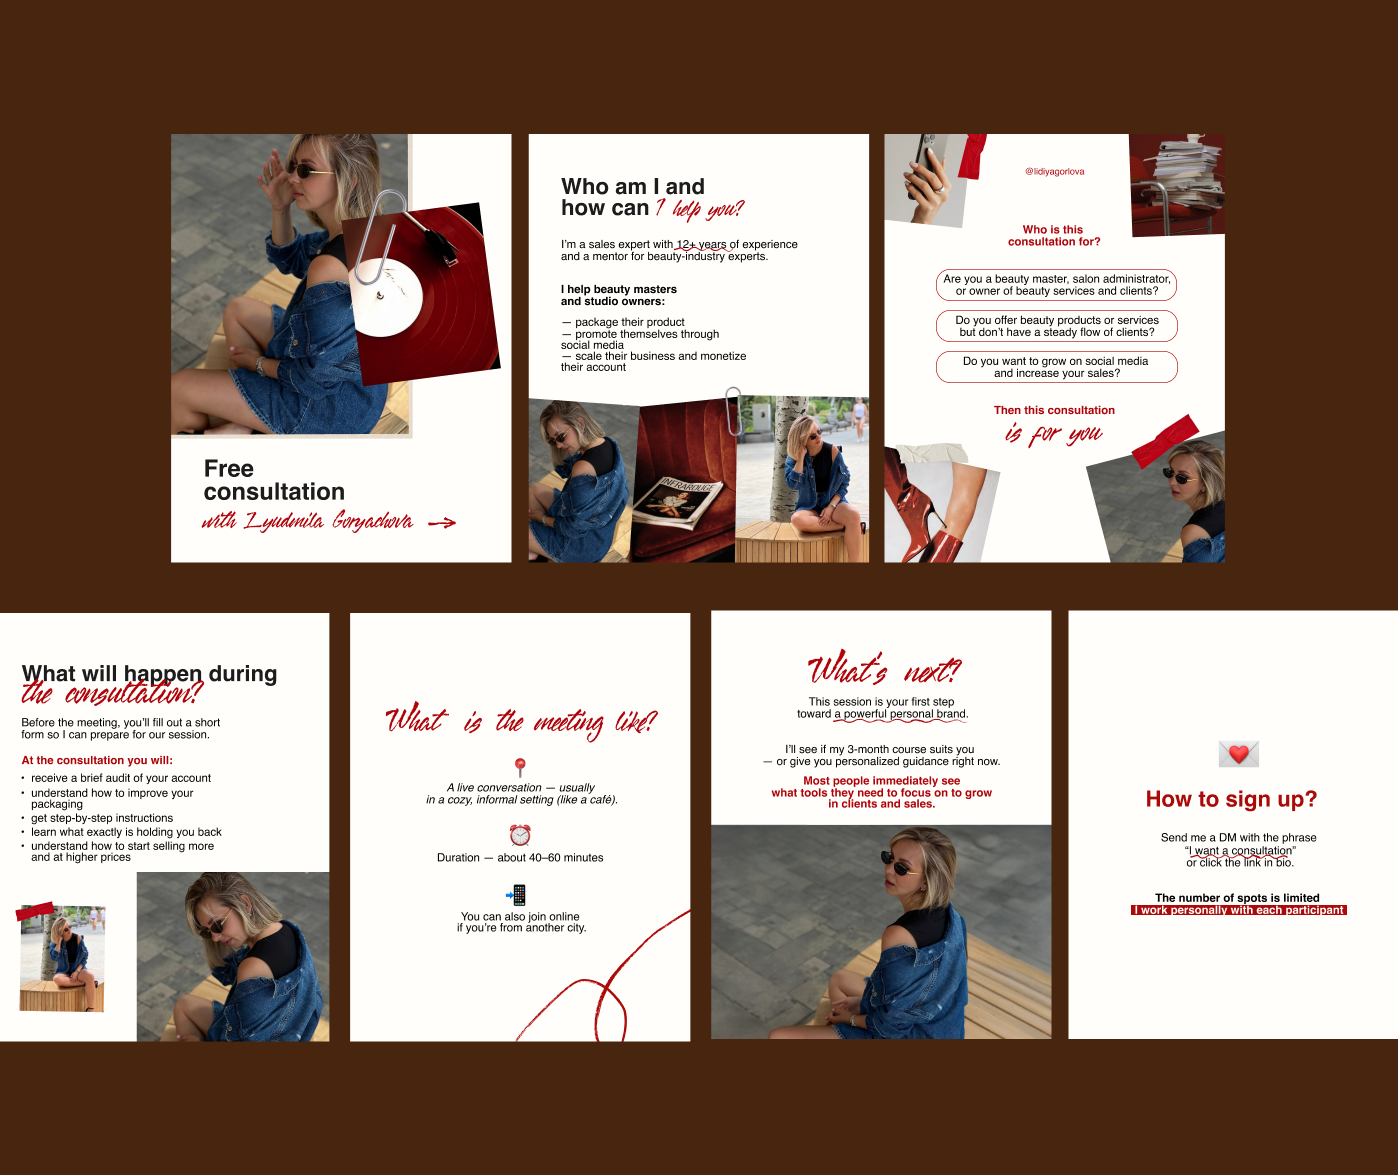 Free
consultation
with Lyudmila Goryachova
Who am I and
how can I help you?
I'm a sales expert with 12+ years of experience
and a mentor for beauty-industry experts.
I help beauty masters
and studio owners:
— package their product
— promote themselves through
social media
— scale their business and monetize
their account
INFRAROUGE
@lidiyagorlova
Who is this
consultation for?
Are you a beauty master, salon administrator,
or owner of beauty services and clients?
Do you offer beauty products or services
but don't have a steady flow of clients?
Do you want to grow on social media
and increase your sales?
Then this consultation
is for you
What will happen during
the consultation?
Before the meeting, you'll fill out a short
form so I can prepare for our session.
At the consultation you will:
• receive a brief audit of your account
• understand how to improve your
packaging
• get step-by-step instructions
• learn what exactly is holding you back
• understand how to start selling more
and at higher prices
What is the meeting like?
A live conversation — usually
in a cozy, informal setting (like a café).
Duration — about 40–60 minutes
You can also join online
if you're from another city.
What's next?
This session is your first step
toward a powerful personal brand.
I'll see if my 3-month course suits you
— or give you personalized guidance right now.
Most people immediately see
what tools they need to focus on to grow
in clients and sales.
How to sign up?
Send me a DM with the phrase
“I want a consultation”
or click the link in bio.
The number of spots is limited
I work personally with each participant